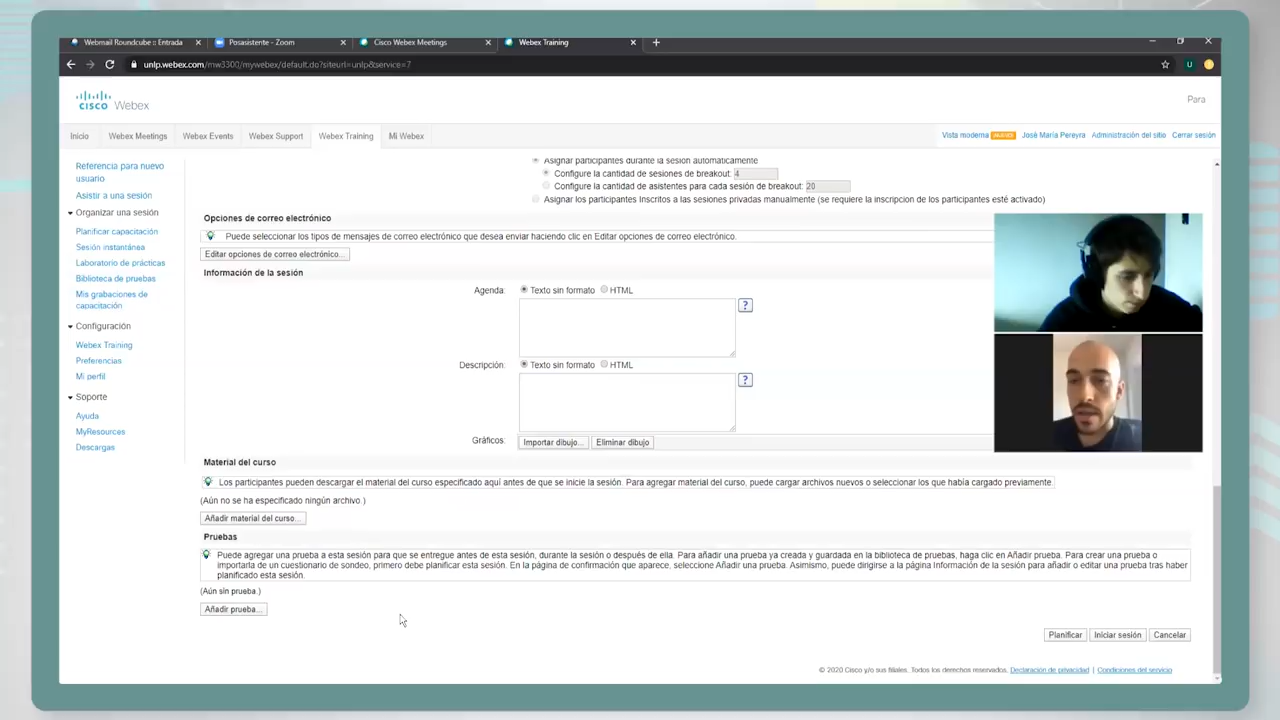 Webmail Roundcube :: Entrada
Posasistente - Zoom
Cisco Webex Meetings
Webex Training
unlp.webex.com/mw3300/mywebex/default.do?siteurl=unlp&service=7
CISCO Webex
Para
Inicio
Webex Meetings
Webex Events
Webex Support
Webex Training
Mi Webex
Vista moderna
José María Pereyra
Administración del sitio
Cerrar sesión
Referencia para nuevo
usuario
Asistir a una sesión
Organizar una sesión
Planificar capacitación
Sesión instantánea
Laboratorio de prácticas
Biblioteca de pruebas
Mis grabaciones de
capacitación
Configuración
Webex Training
Preferencias
Mi perfil
Soporte
Ayuda
MyResources
Descargas
Asignar participantes durante la sesión automaticamente
Configure la cantidad de sesiones de breakout: 4
Configure la cantidad de asistentes para cada sesión de breakout: 20
Asignar los participantes Inscritos a las sesiones privadas manualmente (se requiere la inscripcion de los participantes esté activado)
Opciones de correo electrónico
Puede seleccionar los tipos de mensajes de correo electrónico que desea enviar haciendo clic en Editar opciones de correo electrónico.
Editar opciones de correo electrónico...
Información de la sesión
Agenda: Texto sin formato HTML
?
Descripción: Texto sin formato HTML
?
Gráficos: Importar dibujo... Eliminar dibujo
Material del curso
Los participantes pueden descargar el material del curso especificado aquí antes de que se inicie la sesión. Para agregar material del curso, puede cargar archivos nuevos o seleccionar los que había cargado previamente.
(Aún no se ha especificado ningún archivo.)
Añadir material del curso...
Pruebas
Puede agregar una prueba a esta sesión para que se entregue antes de esta sesión, durante la sesión o después de ella. Para añadir una prueba ya creada y guardada en la biblioteca de pruebas, haga clic en Añadir prueba. Para crear una prueba o
importarla de un cuestionario de sondeo, primero debe planificar esta sesión. En la página de confirmación que aparece, seleccione Añadir una prueba. Asimismo, puede dirigirse a la página Información de la sesión para añadir o editar una prueba tras haber
planificado esta sesión.
(Aún sin prueba.)
Añadir prueba...
Planificar
Iniciar sesión
Cancelar
© 2020 Cisco y/o sus filiales. Todos los derechos reservados. Declaración de privacidad | Condiciones del servicio